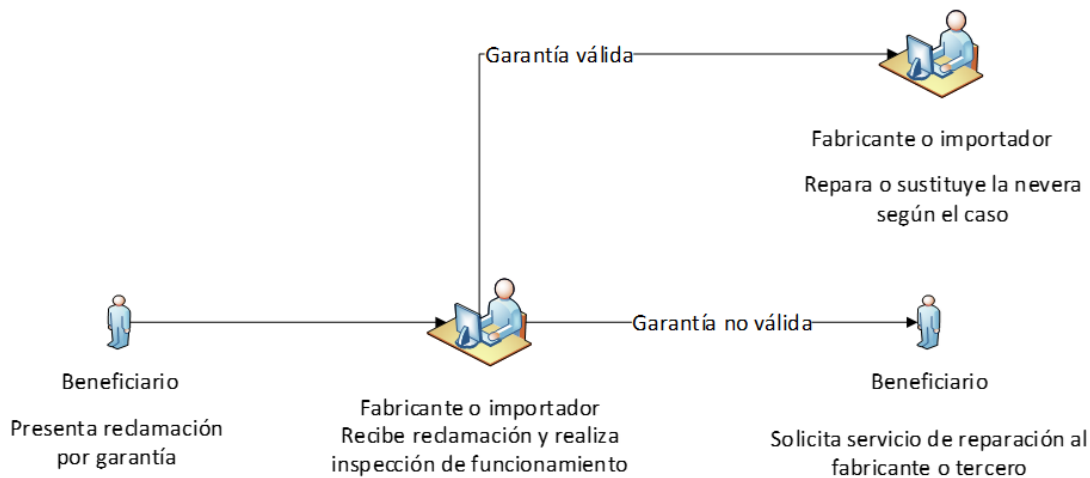 Garantía válida
Fabricante o importador
Repara o sustituye la nevera
según el caso
Garantía no válida
Beneficiario
Presenta reclamación
por garantía
Fabricante o importador
Recibe reclamación y realiza
inspección de funcionamiento
Beneficiario
Solicita servicio de reparación al
fabricante o tercero